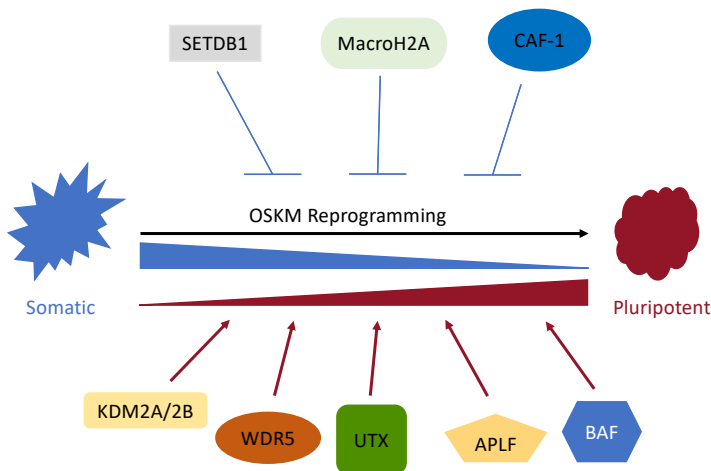 SETDB1
MacroH2A
CAF-1
OSKM Reprogramming
Somatic
Pluripotent
KDM2A/2B
WDR5
UTX
APLF
BAF